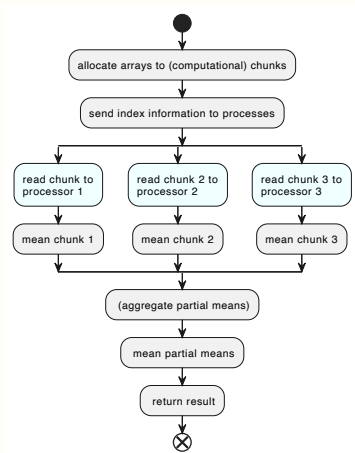 allocate arrays to (computational) chunks
send index information to processes
read chunk to
processor 1
read chunk 2 to
processor 2
read chunk 3 to
processor 3
mean chunk 1
mean chunk 2
mean chunk 3
(aggregate partial means)
mean partial means
return result